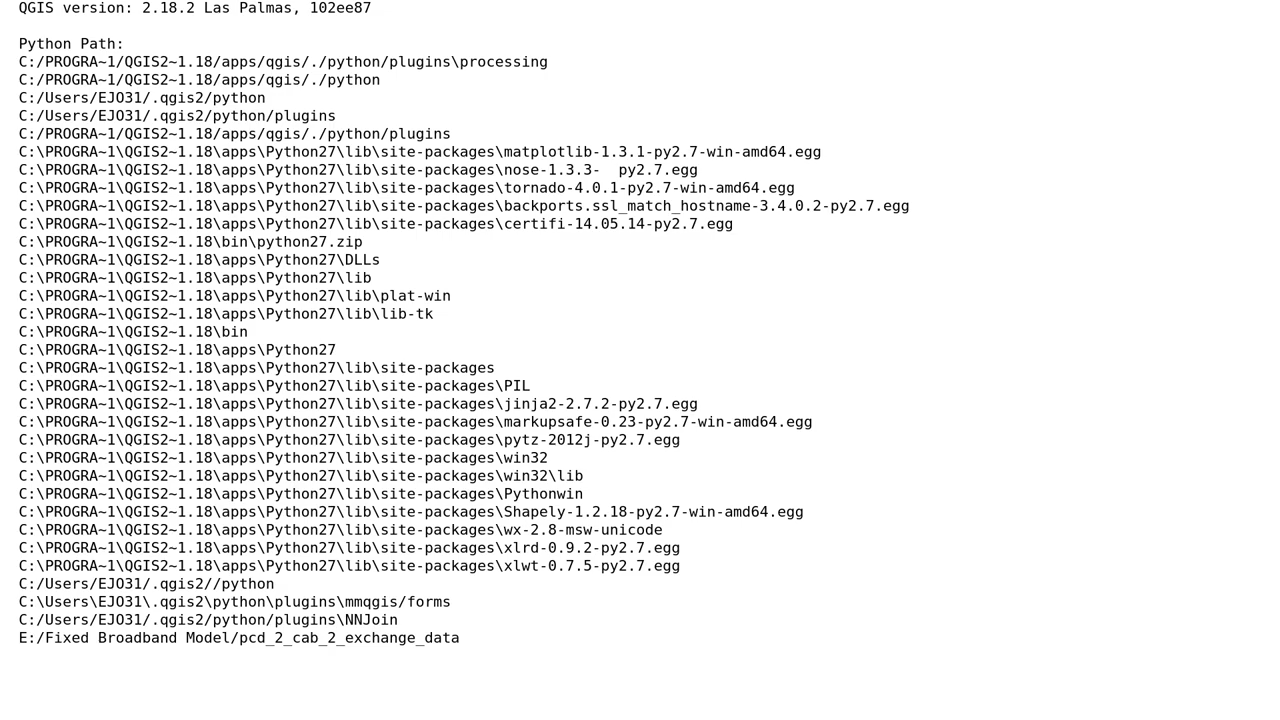 QGIS version: 2.18.2 Las Palmas, 102ee87
Python Path:
C:/PROGRA~1/QGIS2~1.18/apps/qgis/./python/plugins\processing
C:/PROGRA~1/QGIS2~1.18/apps/qgis/./python
C:/Users/EJO31/.qgis2/python
C:/Users/EJO31/.qgis2/python/plugins
C:/PROGRA~1/QGIS2~1.18/apps/qgis/./python/plugins
C:\PROGRA~1\QGIS2~1.18\apps\Python27\lib\site-packages\matplotlib-1.3.1-py2.7-win-amd64.egg
C:\PROGRA~1\QGIS2~1.18\apps\Python27\lib\site-packages\nose-1.3.3-  py2.7.egg
C:\PROGRA~1\QGIS2~1.18\apps\Python27\lib\site-packages\tornado-4.0.1-py2.7-win-amd64.egg
C:\PROGRA~1\QGIS2~1.18\apps\Python27\lib\site-packages\backports.ssl_match_hostname-3.4.0.2-py2.7.egg
C:\PROGRA~1\QGIS2~1.18\apps\Python27\lib\site-packages\certifi-14.05.14-py2.7.egg
C:\PROGRA~1\QGIS2~1.18\bin\python27.zip
C:\PROGRA~1\QGIS2~1.18\apps\Python27\DLLs
C:\PROGRA~1\QGIS2~1.18\apps\Python27\lib
C:\PROGRA~1\QGIS2~1.18\apps\Python27\lib\plat-win
C:\PROGRA~1\QGIS2~1.18\apps\Python27\lib\lib-tk
C:\PROGRA~1\QGIS2~1.18\bin
C:\PROGRA~1\QGIS2~1.18\apps\Python27
C:\PROGRA~1\QGIS2~1.18\apps\Python27\lib\site-packages
C:\PROGRA~1\QGIS2~1.18\apps\Python27\lib\site-packages\PIL
C:\PROGRA~1\QGIS2~1.18\apps\Python27\lib\site-packages\jinja2-2.7.2-py2.7.egg
C:\PROGRA~1\QGIS2~1.18\apps\Python27\lib\site-packages\markupsafe-0.23-py2.7-win-amd64.egg
C:\PROGRA~1\QGIS2~1.18\apps\Python27\lib\site-packages\pytz-2012j-py2.7.egg
C:\PROGRA~1\QGIS2~1.18\apps\Python27\lib\site-packages\win32
C:\PROGRA~1\QGIS2~1.18\apps\Python27\lib\site-packages\win32\lib
C:\PROGRA~1\QGIS2~1.18\apps\Python27\lib\site-packages\Pythonwin
C:\PROGRA~1\QGIS2~1.18\apps\Python27\lib\site-packages\Shapely-1.2.18-py2.7-win-amd64.egg
C:\PROGRA~1\QGIS2~1.18\apps\Python27\lib\site-packages\wx-2.8-msw-unicode
C:\PROGRA~1\QGIS2~1.18\apps\Python27\lib\site-packages\xlrd-0.9.2-py2.7.egg
C:\PROGRA~1\QGIS2~1.18\apps\Python27\lib\site-packages\xlwt-0.7.5-py2.7.egg
C:/Users/EJO31/.qgis2//python
C:\Users\EJO31\.qgis2\python\plugins\mmqgis/forms
C:/Users/EJO31/.qgis2/python/plugins\NNJoin
E:/Fixed Broadband Model/pcd_2_cab_2_exchange_data